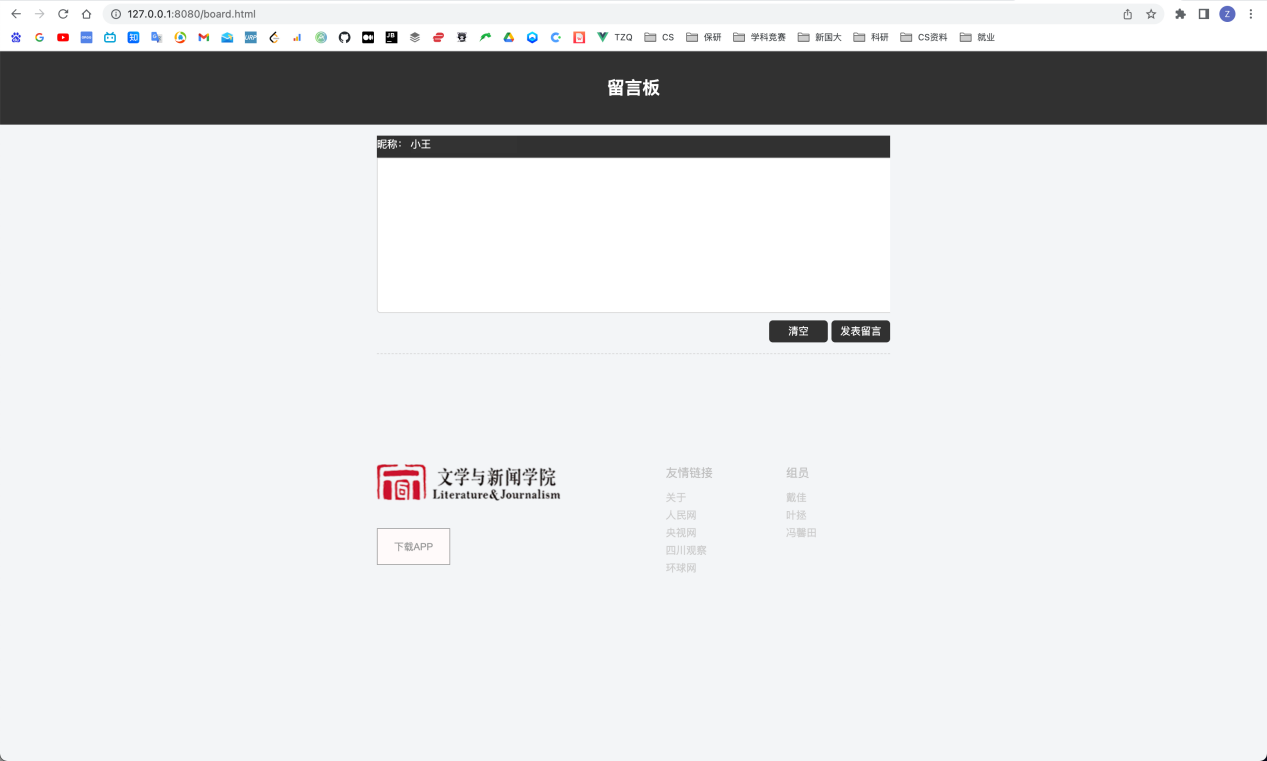 127.0.0.1:8080/board.html
Z
TZQ CS 保研 学科竞赛 新国大 科研 CS资料 就业
留言板
昵称： 小王
清空 发表留言
文学与新闻学院
Literature&Journalism
下载APP
友情链接
关于
人民网
央视网
四川观察
环球网
组员
戴佳
叶拯
冯馨田